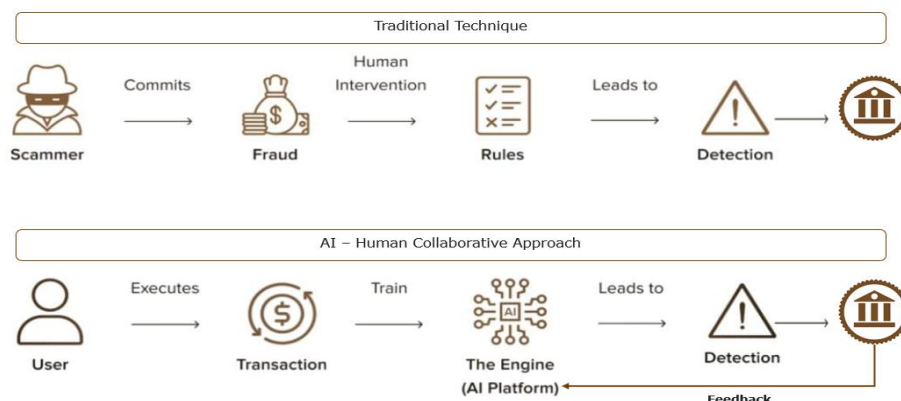 Traditional Technique
Commits
Human
Intervention
Leads to
$
Scammer
Fraud
Rules
Detection
AI – Human Collaborative Approach
Executes
Train
Leads to
$
AI
User
Transaction
The Engine
(AI Platform)
Detection
Feedback